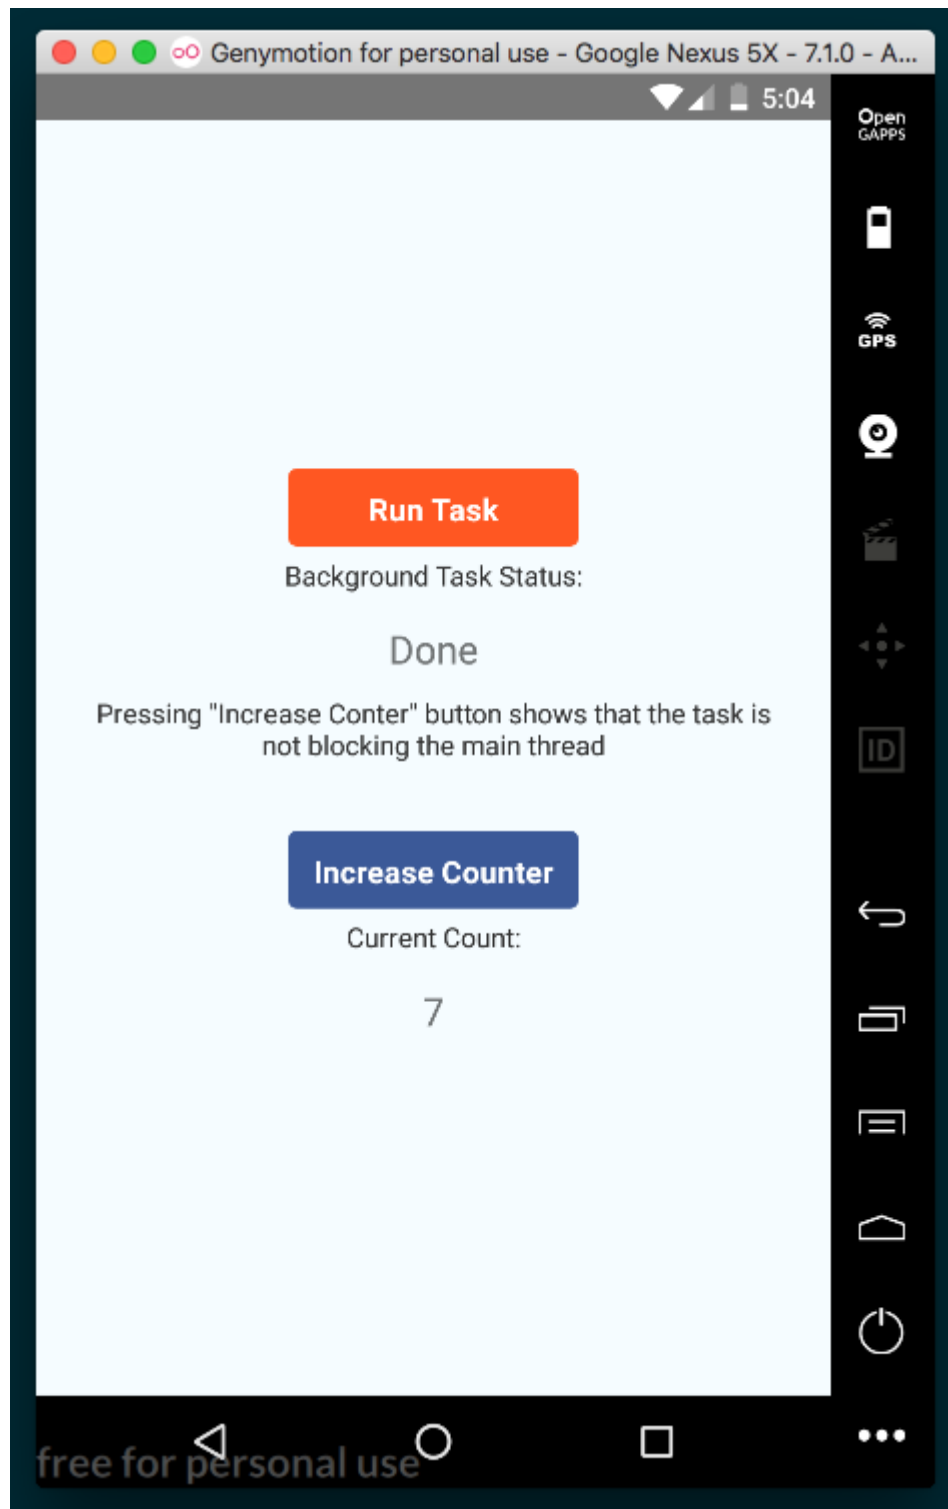 Genymotion for personal use - Google Nexus 5X - 7.1.0 - A...
5:04
Open
GAPPS
GPS
Run Task
Background Task Status:
Done
Pressing "Increase Conter" button shows that the task is
not blocking the main thread
ID
Increase Counter
Current Count:
7
free for personal use